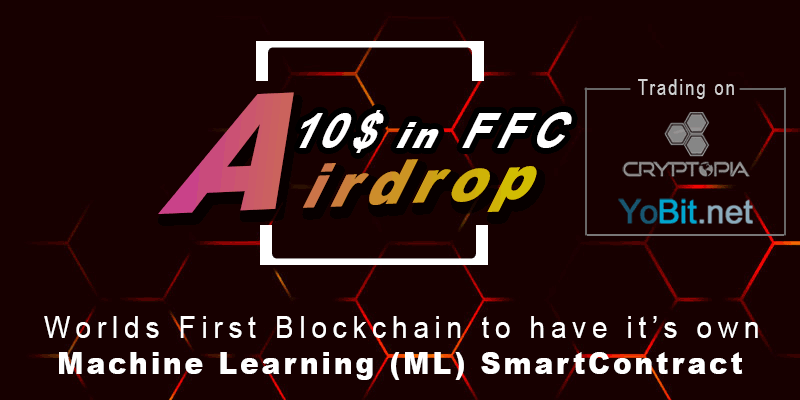 10$ in FFC
Airdrop
Trading on
CRYPTOPIA
YoBit.net
Worlds First Blockchain to have it's own
Machine Learning (ML) SmartContract